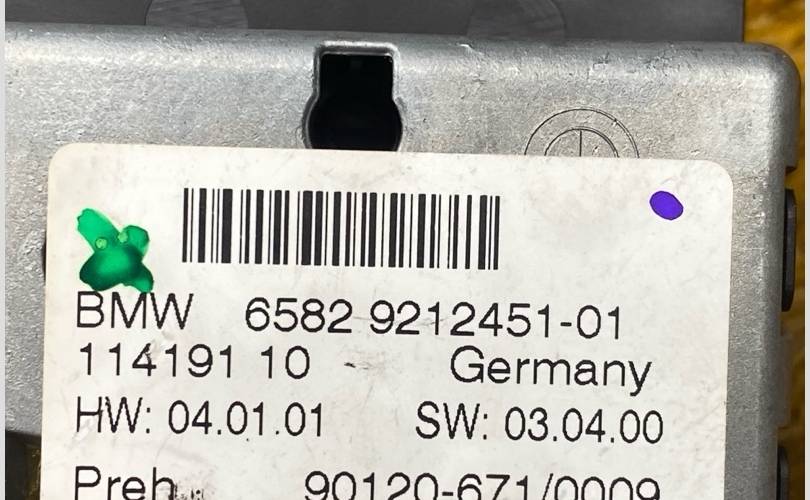 BMW 6582 9212451-01
114191 10 - Germany
HW: 04.01.01 SW: 03.04.00
Preh 90120-671/0009